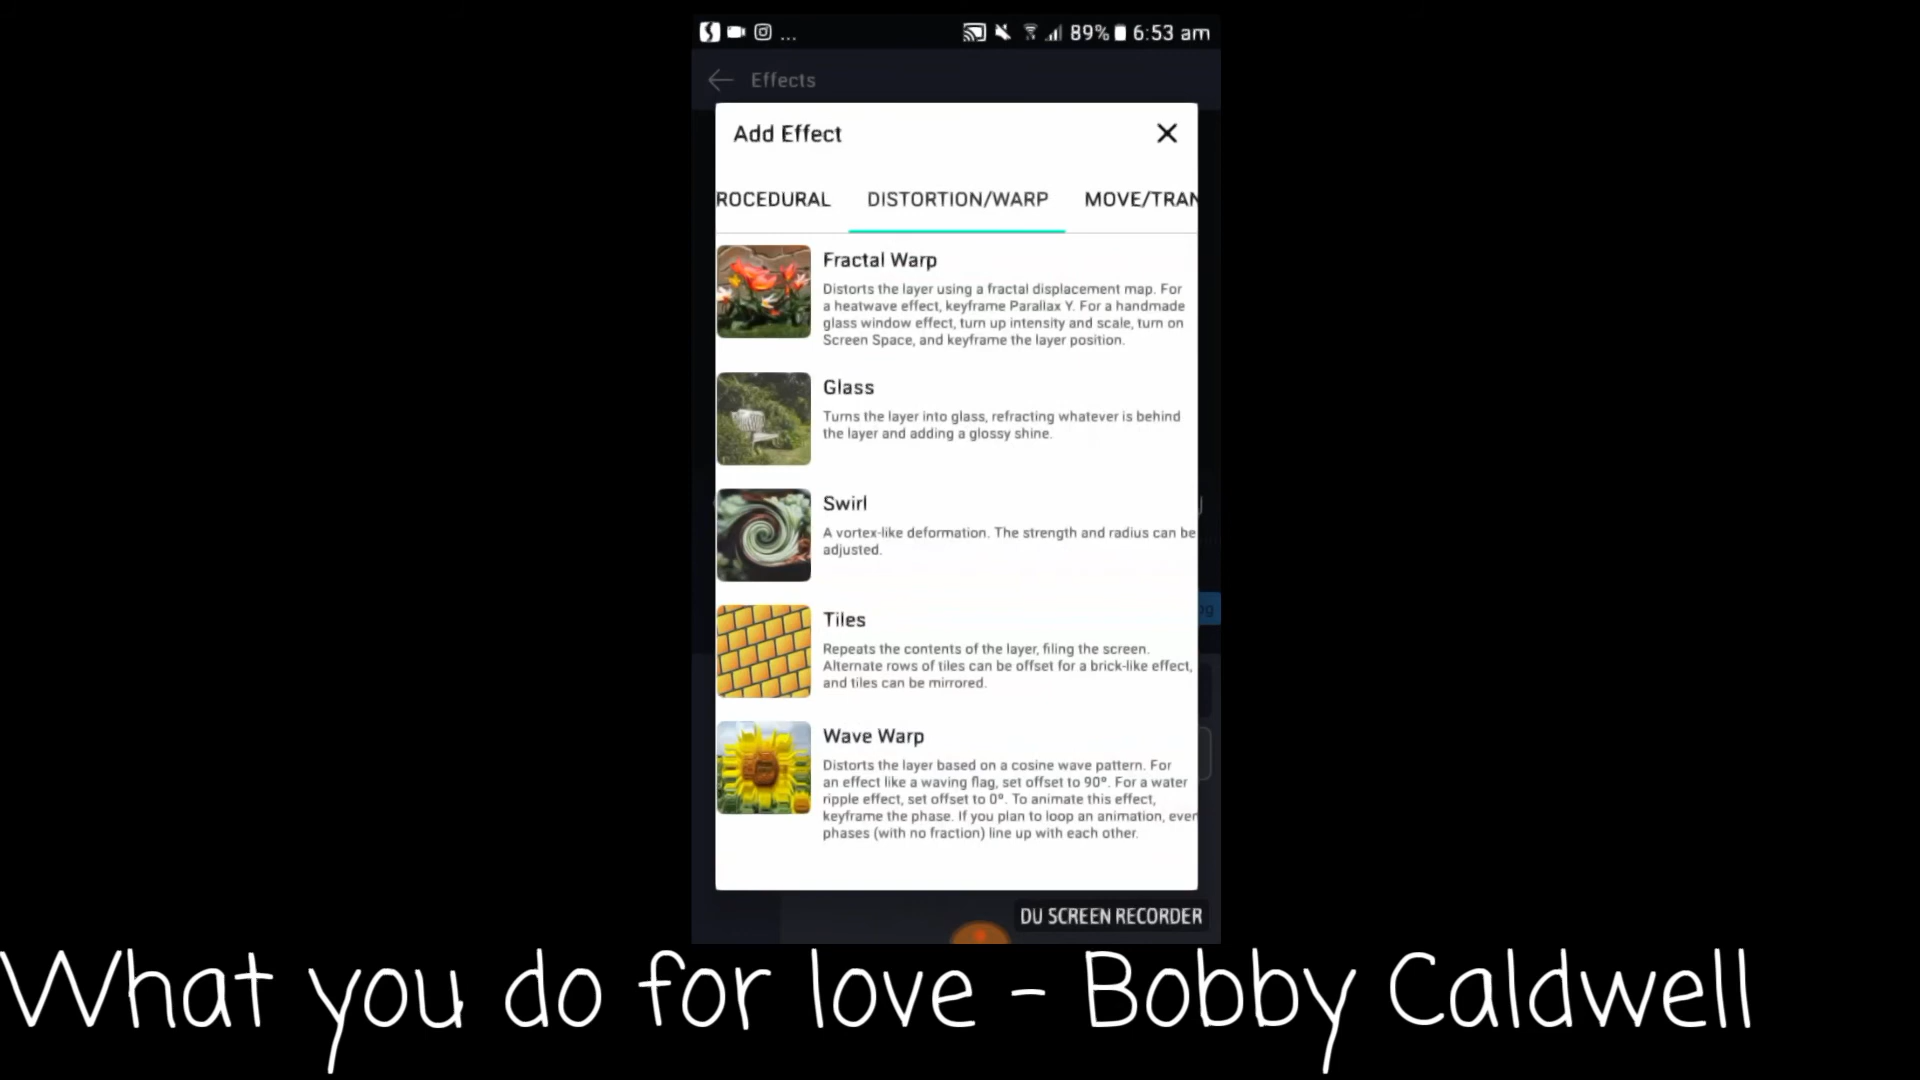 ... 89% 6:53 am
Effects
Add Effect
ROCEDURAL DISTORTION/WARP MOVE/TRAN
Fractal Warp
Distorts the layer using a fractal displacement map. For
a heatwave effect, keyframe Parallax Y. For a handmade
glass window effect, turn up intensity and scale, turn on
Screen Space, and keyframe the layer position.
Glass
Turns the layer into glass, refracting whatever is behind
the layer and adding a glossy shine.
Swirl
A vortex-like deformation. The strength and radius can be
adjusted.
Tiles
Repeats the contents of the layer, filing the screen.
Alternate rows of tiles can be offset for a brick-like effect,
and tiles can be mirrored.
Wave Warp
Distorts the layer based on a cosine wave pattern. For
an effect like a waving flag, set offset to 90°. For a water
ripple effect, set offset to 0°. To animate this effect,
keyframe the phase. If you plan to loop an animation, even
phases (with no fraction) line up with each other.
DU SCREEN RECORDER
What you do for love - Bobby Caldwell